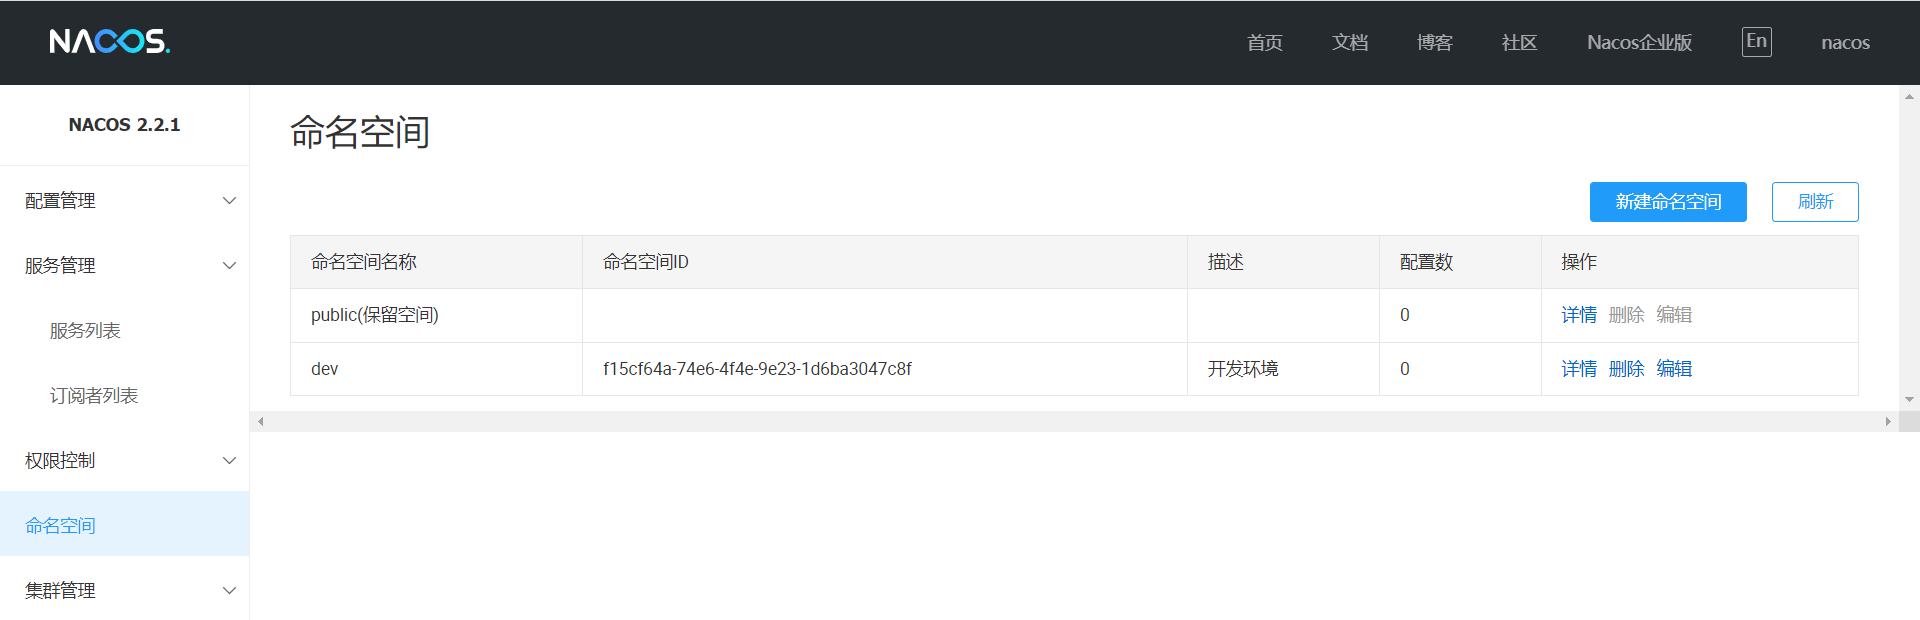 NACOS.
首页 文档 博客 社区 Nacos企业版 En nacos
NACOS 2.2.1
配置管理
服务管理
服务列表
订阅者列表
权限控制
命名空间
集群管理
命名空间
新建命名空间 刷新
命名空间名称 命名空间ID 描述 配置数 操作
public(保留空间) 0 详情 删除 编辑
dev f15cf64a-74e6-4f4e-9e23-1d6ba3047c8f 开发环境 0 详情 删除 编辑